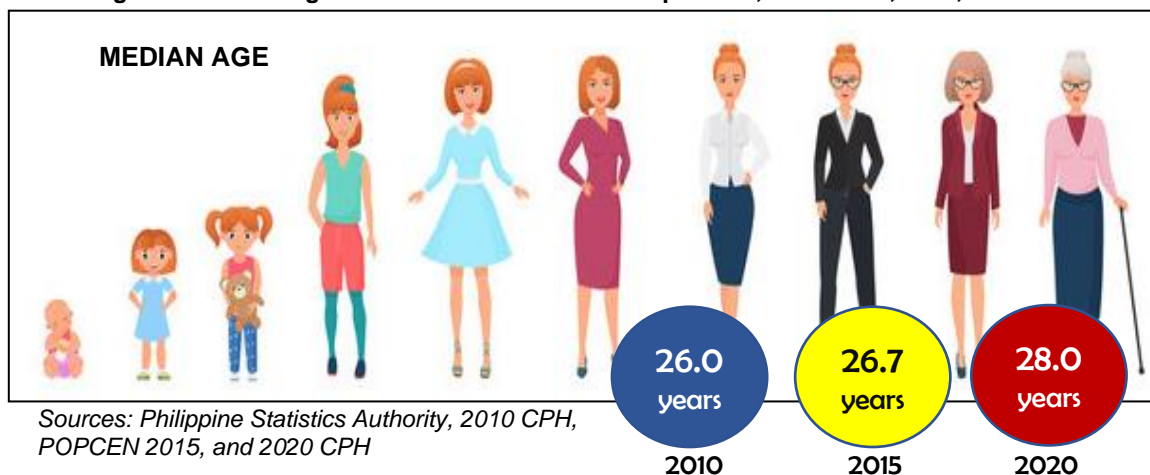 MEDIAN AGE
26.0
years
26.7
years
28.0
years
Sources: Philippine Statistics Authority, 2010 CPH,
POPCEN 2015, and 2020 CPH
2010
2015
2020